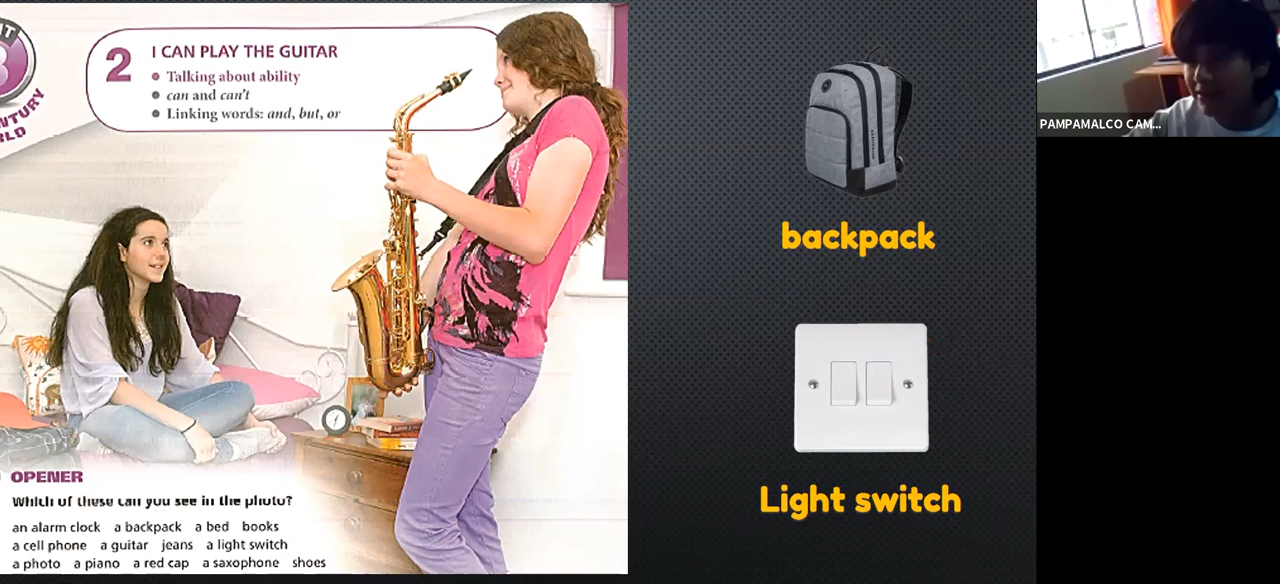 2 I CAN PLAY THE GUITAR
• Talking about ability
• can and can't
• Linking words: and, but, or
OPENER
Which of these can you see in the photo?
an alarm clock a backpack a bed books
a cell phone a guitar jeans a light switch
a photo a piano a red cap a saxophone shoes
backpack
Light switch
PAMPAMALCO CAM...